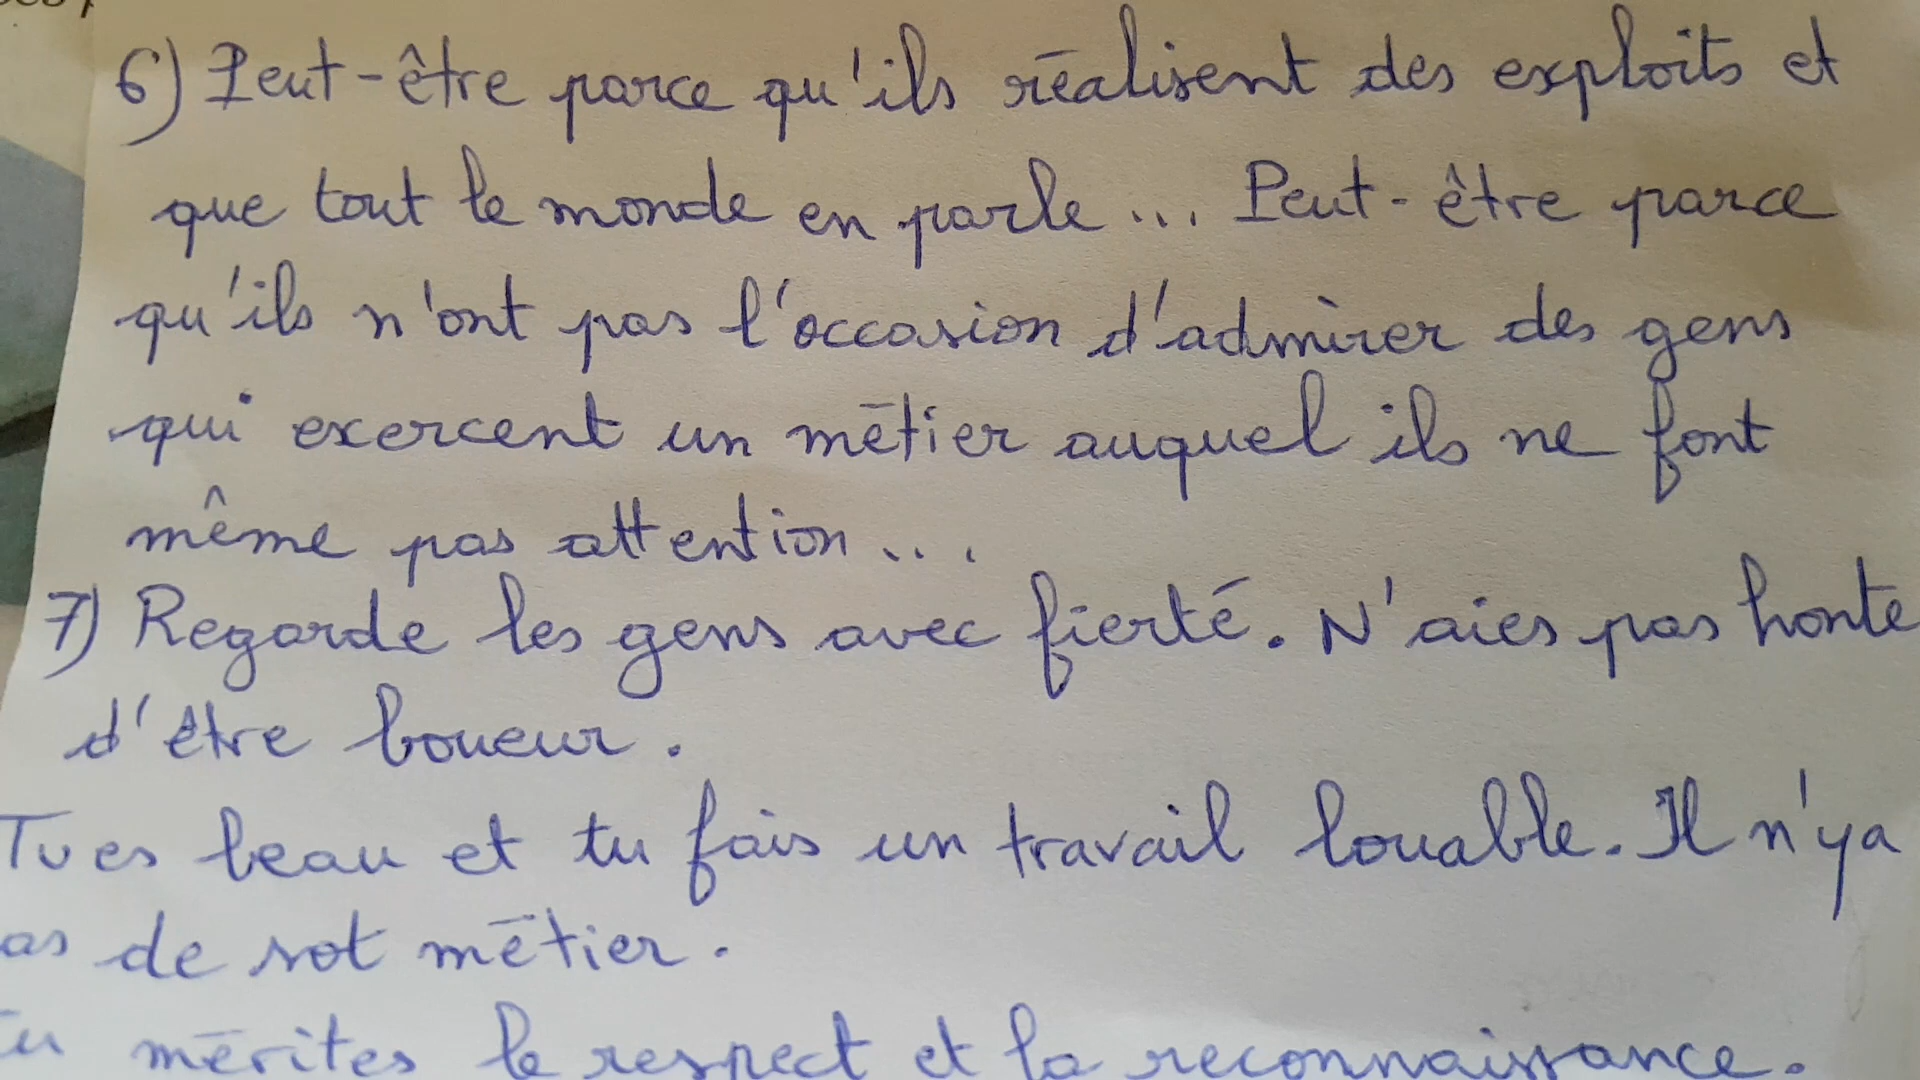 6) Peut-être parce qu'ils réalisent des exploits et
que tout le monde en parle... Peut-être parce
qu'ils n'ont pas l'occasion d'admirer des gens
qui exercent un métier auquel ils ne font
même pas attention...
7) Regarde les gens avec fierté. N'aies pas honte
d'être boueur.
Tu es beau et tu fais un travail louable. Il n'y a
as de sot métier.
mérites le respect et la reconnaissance.